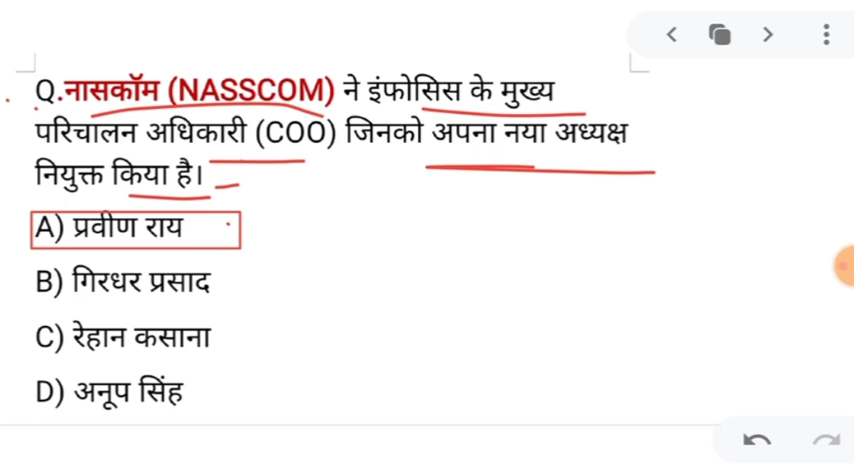 Q.नासकॉम (NASSCOM) ने इंफोसिस के मुख्य
परिचालन अधिकारी (COO) जिनको अपना नया अध्यक्ष
नियुक्त किया है।
A) प्रवीण राय
B) गिरधर प्रसाद
C) रेहान कसाना
D) अनूप सिंह